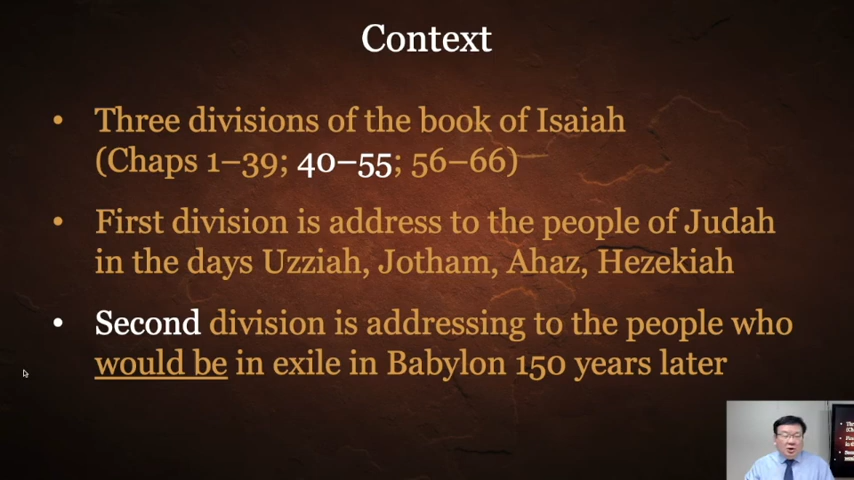 Context
• Three divisions of the book of Isaiah
(Chaps 1–39; 40–55; 56–66)
• First division is address to the people of Judah
in the days Uzziah, Jotham, Ahaz, Hezekiah
• Second division is addressing to the people who
would be in exile in Babylon 150 years later